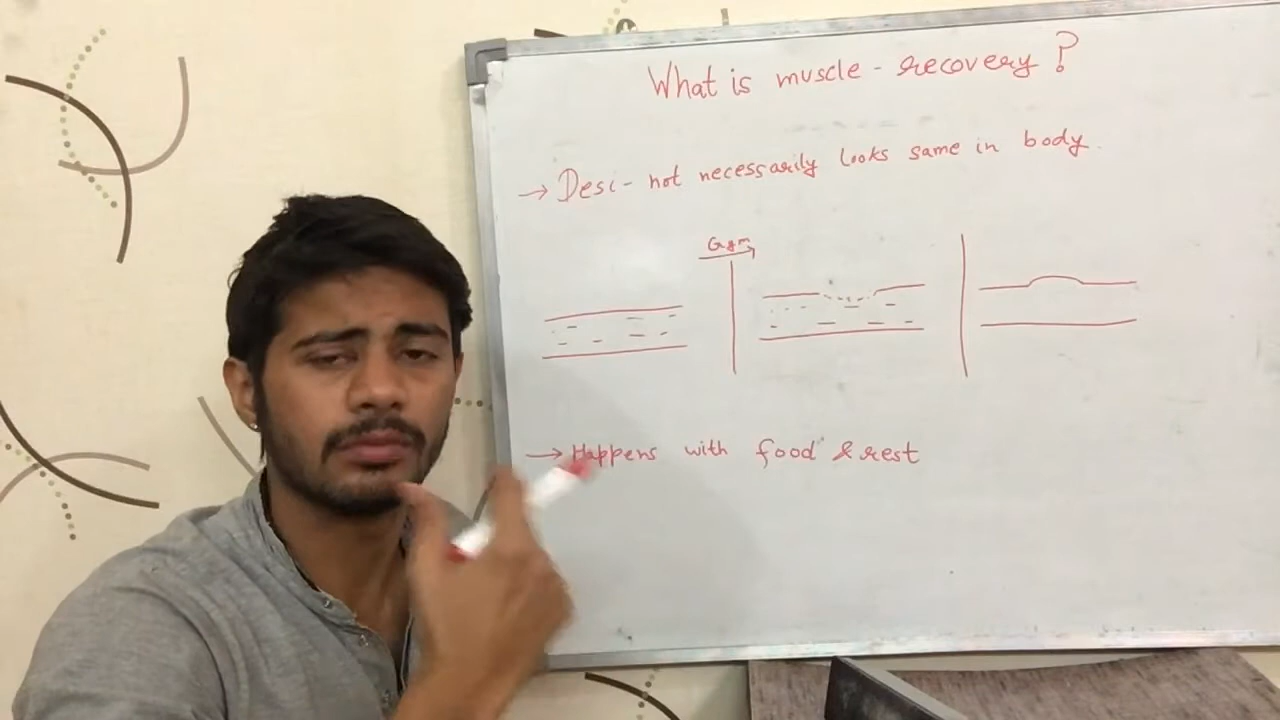 What is muscle - recovery ?
→ Desi - not necessarily looks same in body.
Gym
→ Happens with food & rest